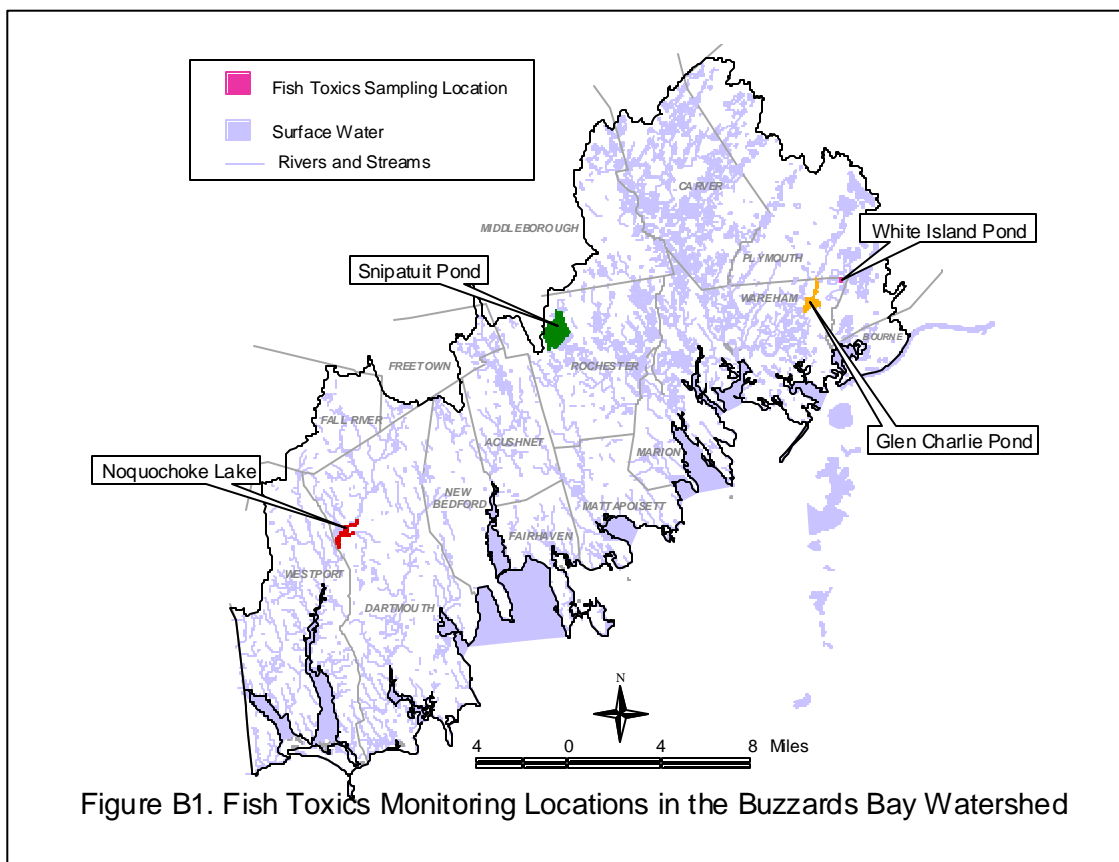 Fish Toxics Sampling Location
Surface Water
Rivers and Streams
CARVER
MIDDLEBOROUGH
White Island Pond
PLYMOUTH
Snipatuit Pond
WAREHAM
BOURNE
FREETOWN
ROCHESTER
FALL RIVER
ACUSHNET
Glen Charlie Pond
MARION
Noquochoke Lake
NEW
BEDFORD
MATTAPOISETT
FAIRHAVEN
WESTPORT
DARTMOUTH
N
4 0 4 8 Miles
Figure B1. Fish Toxics Monitoring Locations in the Buzzards Bay Watershed